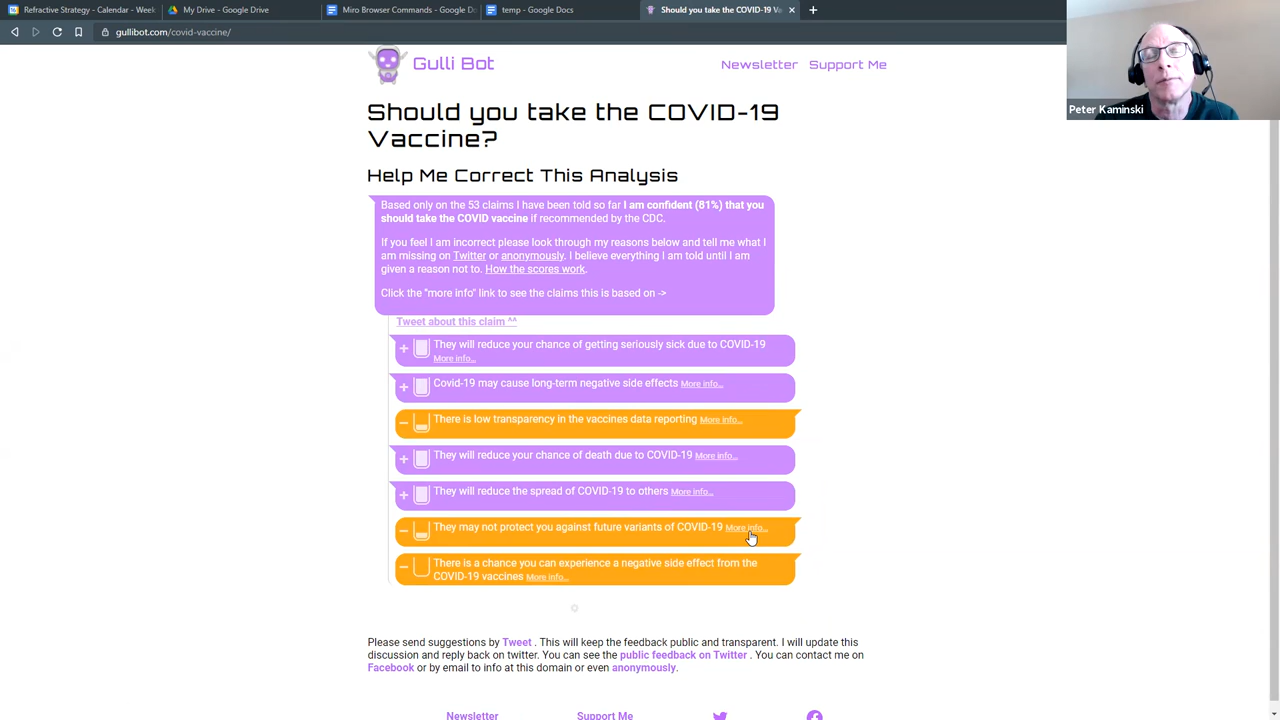 Refractive Strategy - Calendar - Week
My Drive - Google Drive
Miro Browser Commands - Google Do
temp - Google Docs
Should you take the COVID-19 Va
gullibot.com/covid-vaccine/
Peter Kaminski
Gulli Bot
Newsletter
Support Me
Should you take the COVID-19
Vaccine?
Help Me Correct This Analysis
Based only on the 53 claims I have been told so far I am confident (81%) that you
should take the COVID vaccine if recommended by the CDC.
If you feel I am incorrect please look through my reasons below and tell me what I
am missing on Twitter or anonymously. I believe everything I am told until I am
given a reason not to. How the scores work.
Click the "more info" link to see the claims this is based on ->
Tweet about this claim ^^
+ They will reduce your chance of getting seriously sick due to COVID-19
More info...
+ Covid-19 may cause long-term negative side effects More info...
− There is low transparency in the vaccines data reporting More info...
+ They will reduce your chance of death due to COVID-19 More info...
+ They will reduce the spread of COVID-19 to others More info...
− They may not protect you against future variants of COVID-19 More info...
− There is a chance you can experience a negative side effect from the
COVID-19 vaccines More info...
Please send suggestions by Tweet . This will keep the feedback public and transparent. I will update this
discussion and reply back on twitter. You can see the public feedback on Twitter . You can contact me on
Facebook or by email to info at this domain or even anonymously.
Newsletter
Support Me